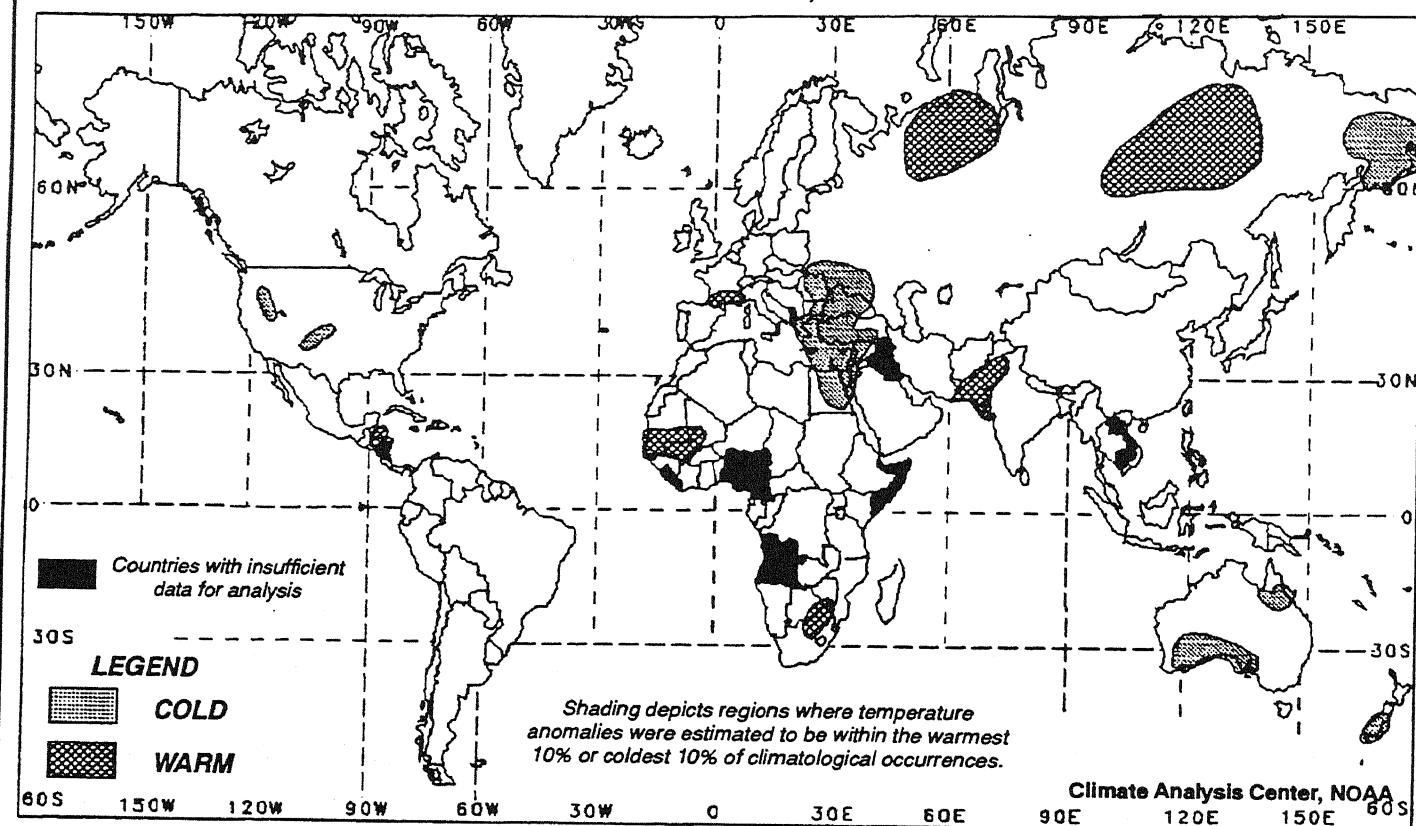 150W 120W 90W 60W 30W 0 30E 60E 90E 120E 150E
60N
30N 30N
0 0
Countries with insufficient
data for analysis
30S 30S
LEGEND
COLD
WARM
Shading depicts regions where temperature
anomalies were estimated to be within the warmest
10% or coldest 10% of climatological occurrences.
Climate Analysis Center, NOAA
60S 150W 120W 90W 60W 30W 0 30E 60E 90E 120E 150E 60S